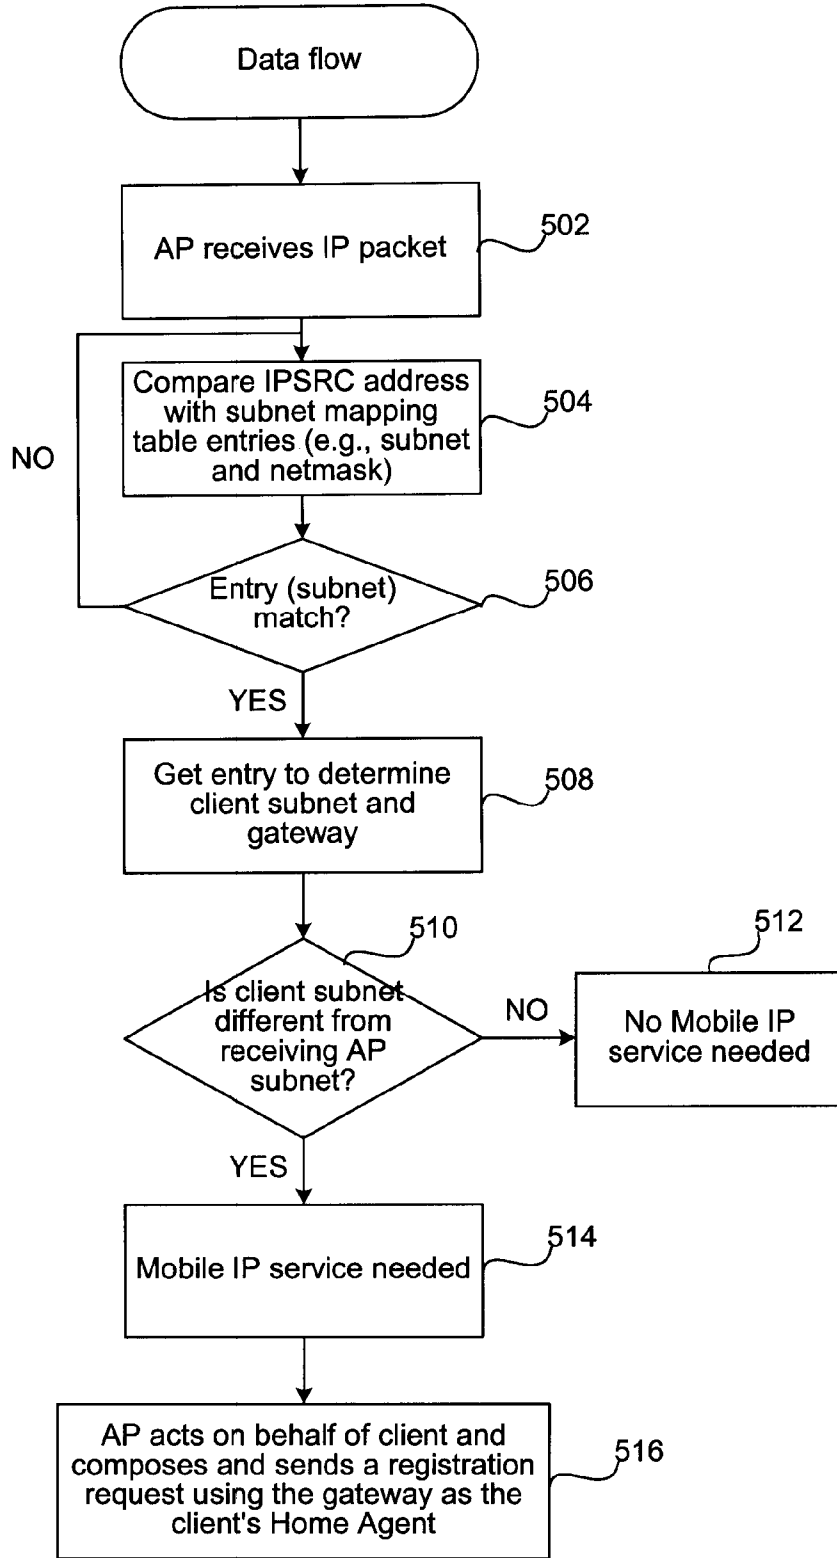 Data flow
AP receives IP packet
502
Compare IPSRC address
with subnet mapping
table entries (e.g., subnet
and netmask)
504
NO
Entry (subnet)
match?
506
YES
Get entry to determine
client subnet and
gateway
508
510
Is client subnet
different from
receiving AP
subnet?
NO
512
No Mobile IP
service needed
YES
Mobile IP service needed
514
AP acts on behalf of client and
composes and sends a registration
request using the gateway as the
client's Home Agent
516